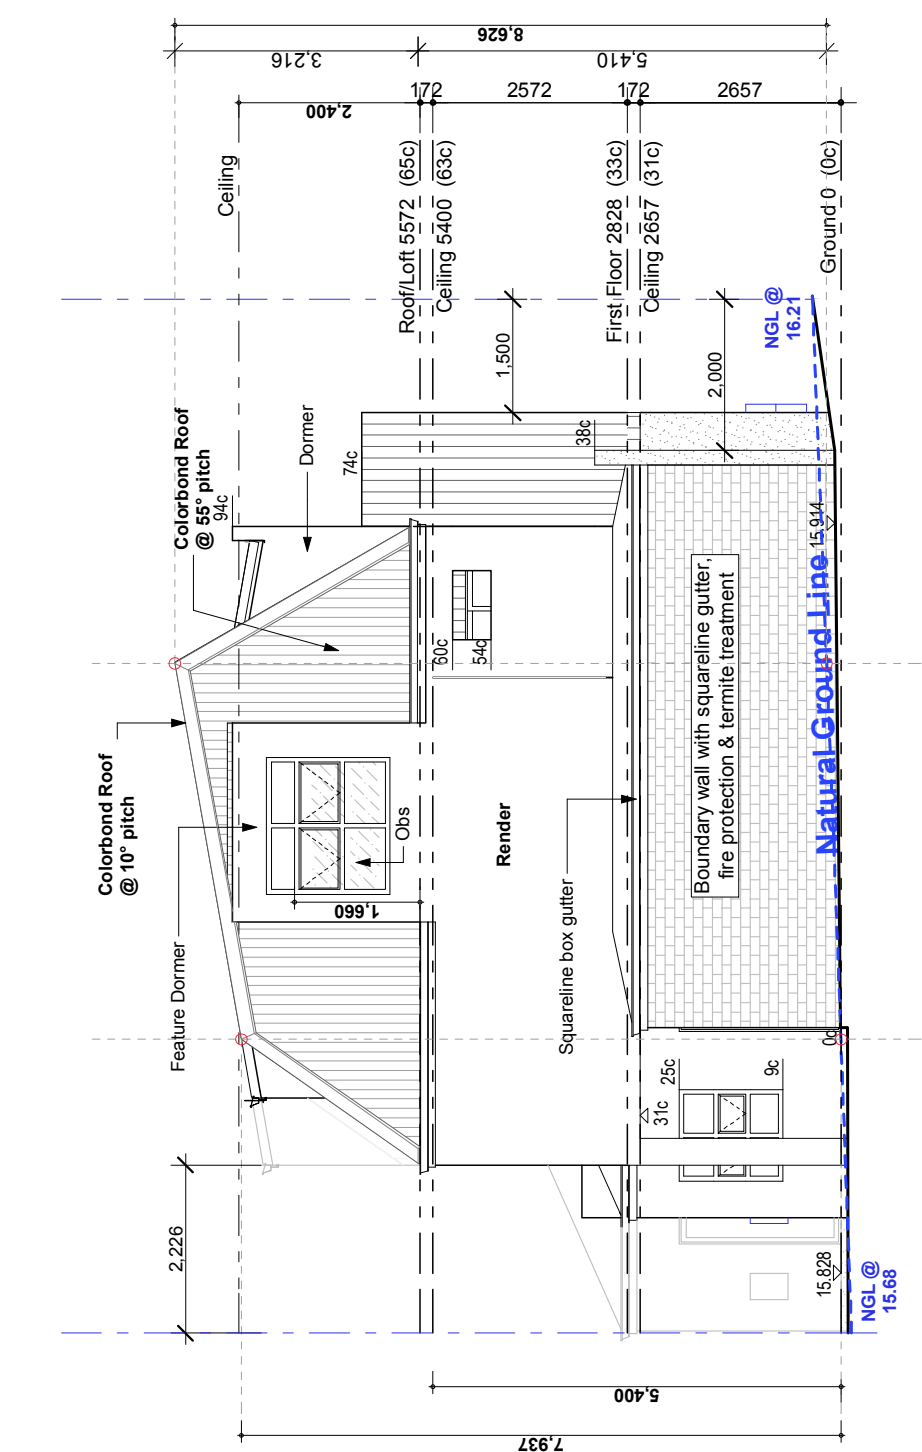 8,626
3,216
5,410
2,400
172
2572
172
2657
Ceiling
Roof/Loft 5572 (65c)
Ceiling 5400 (63c)
First Floor 2828 (33c)
Ceiling 2657 (31c)
Ground 0 (0c)
NGL @
16.21
1,500
2,000
Colorbond Roof
@ 55° pitch
94c
Dormer
74c
38c
60c
54c
15.914
Natural Ground Line
Boundary wall with squareline gutter,
fire protection & termite treatment
Colorbond Roof
@ 10° pitch
Feature Dormer
Obs
1,660
Render
Squareline box gutter
0c
25c
9c
31c
2,226
15.828
NGL @
15.68
5,400
7,937